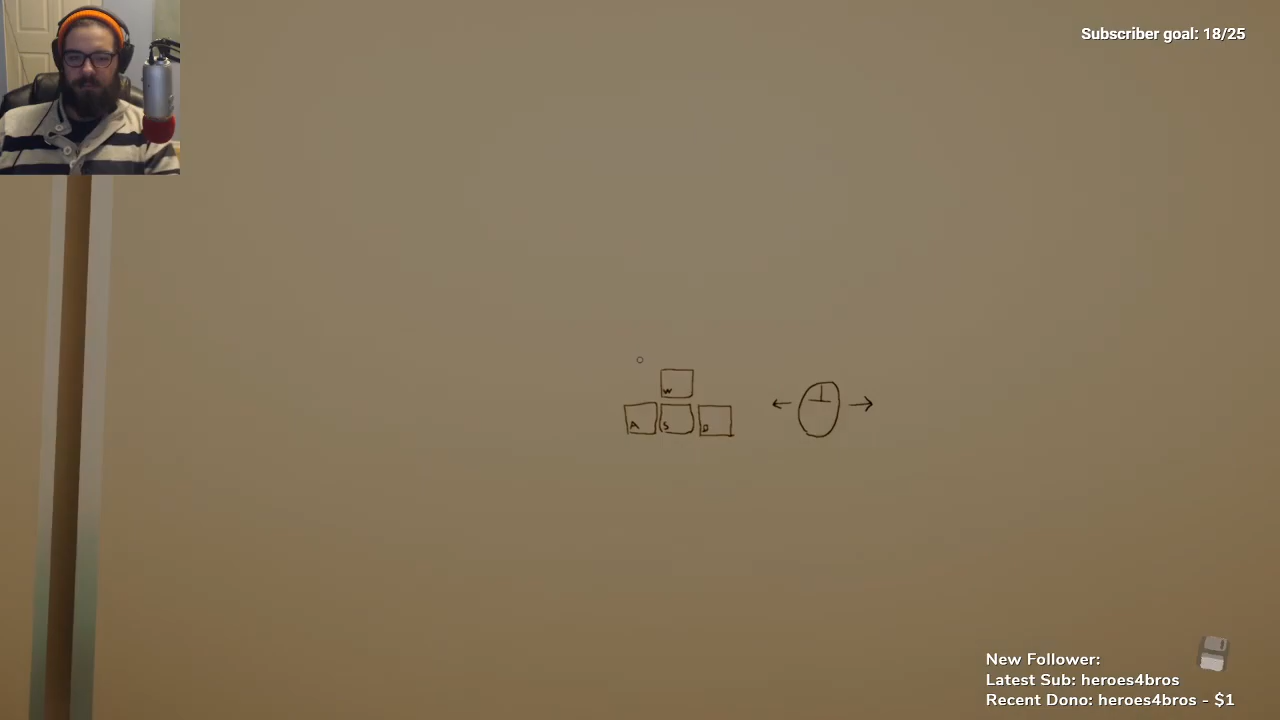 Subscriber goal: 18/25
W
A S D
New Follower:
Latest Sub: heroes4bros
Recent Dono: heroes4bros - $1